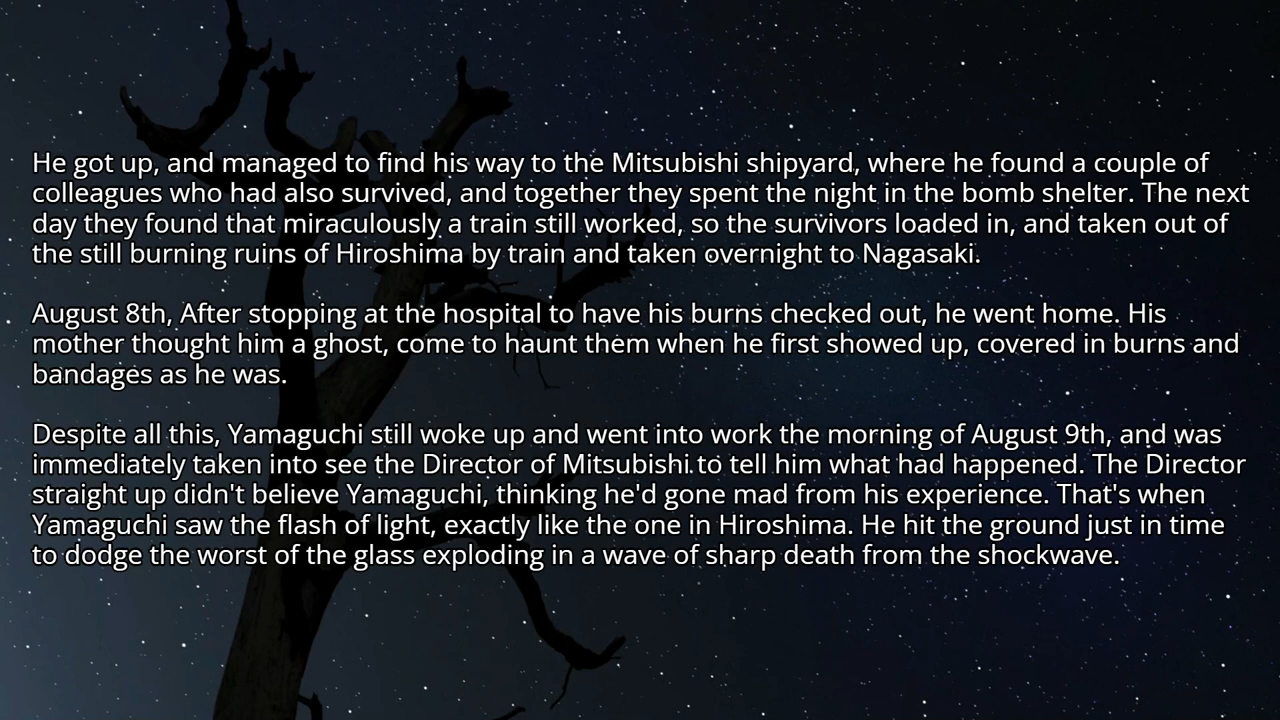 He got up, and managed to find his way to the Mitsubishi shipyard, where he found a couple of
colleagues who had also survived, and together they spent the night in the bomb shelter. The next
day they found that miraculously a train still worked, so the survivors loaded in, and taken out of
the still burning ruins of Hiroshima by train and taken overnight to Nagasaki.
August 8th, After stopping at the hospital to have his burns checked out, he went home. His
mother thought him a ghost, come to haunt them when he first showed up, covered in burns and
bandages as he was.
Despite all this, Yamaguchi still woke up and went into work the morning of August 9th, and was
immediately taken into see the Director of Mitsubishi to tell him what had happened. The Director
straight up didn't believe Yamaguchi, thinking he'd gone mad from his experience. That's when
Yamaguchi saw the flash of light, exactly like the one in Hiroshima. He hit the ground just in time
to dodge the worst of the glass exploding in a wave of sharp death from the shockwave.